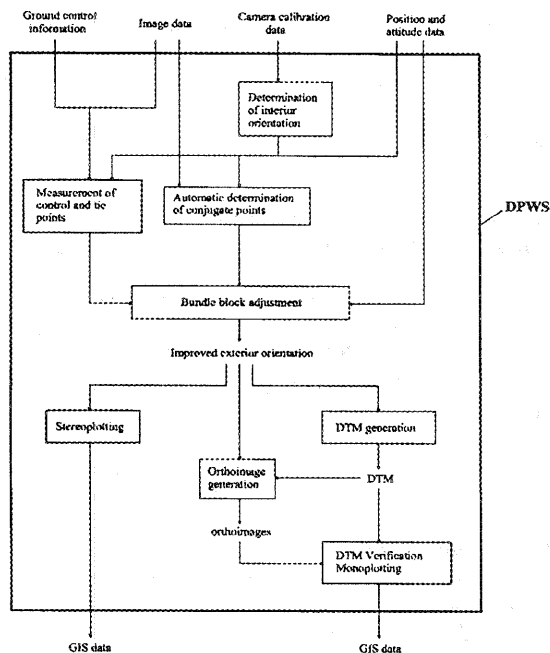 Ground control
information
Image data
Camera calibration
data
Position and
attitude data
Determination
of interior
orientation
Measurement of
control and tie
points
Automatic determination
of conjugate points
DPWS
Bundle block adjustment
Improved exterior orientation
Stereoplotting
DTM generation
Orthoimage
generation
DTM
orthoimages
DTM Verification
Monoplotting
GIS data
GIS data